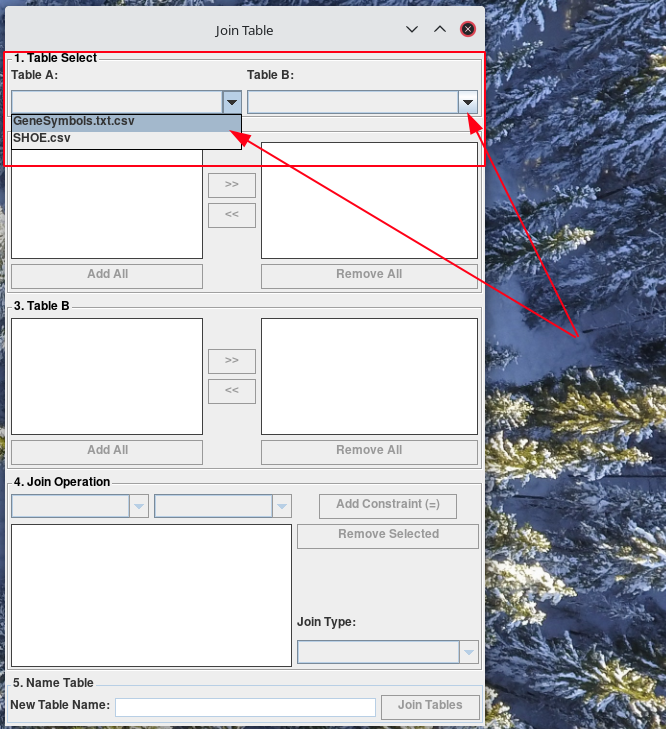 Join Table
1. Table Select
Table A:
Table B:
GeneSymbols.txt.csv
SHOE.csv
>>
<<
Add All
Remove All
3. Table B
>>
<<
Add All
Remove All
4. Join Operation
Add Constraint (=)
Remove Selected
Join Type:
5. Name Table
New Table Name:
Join Tables